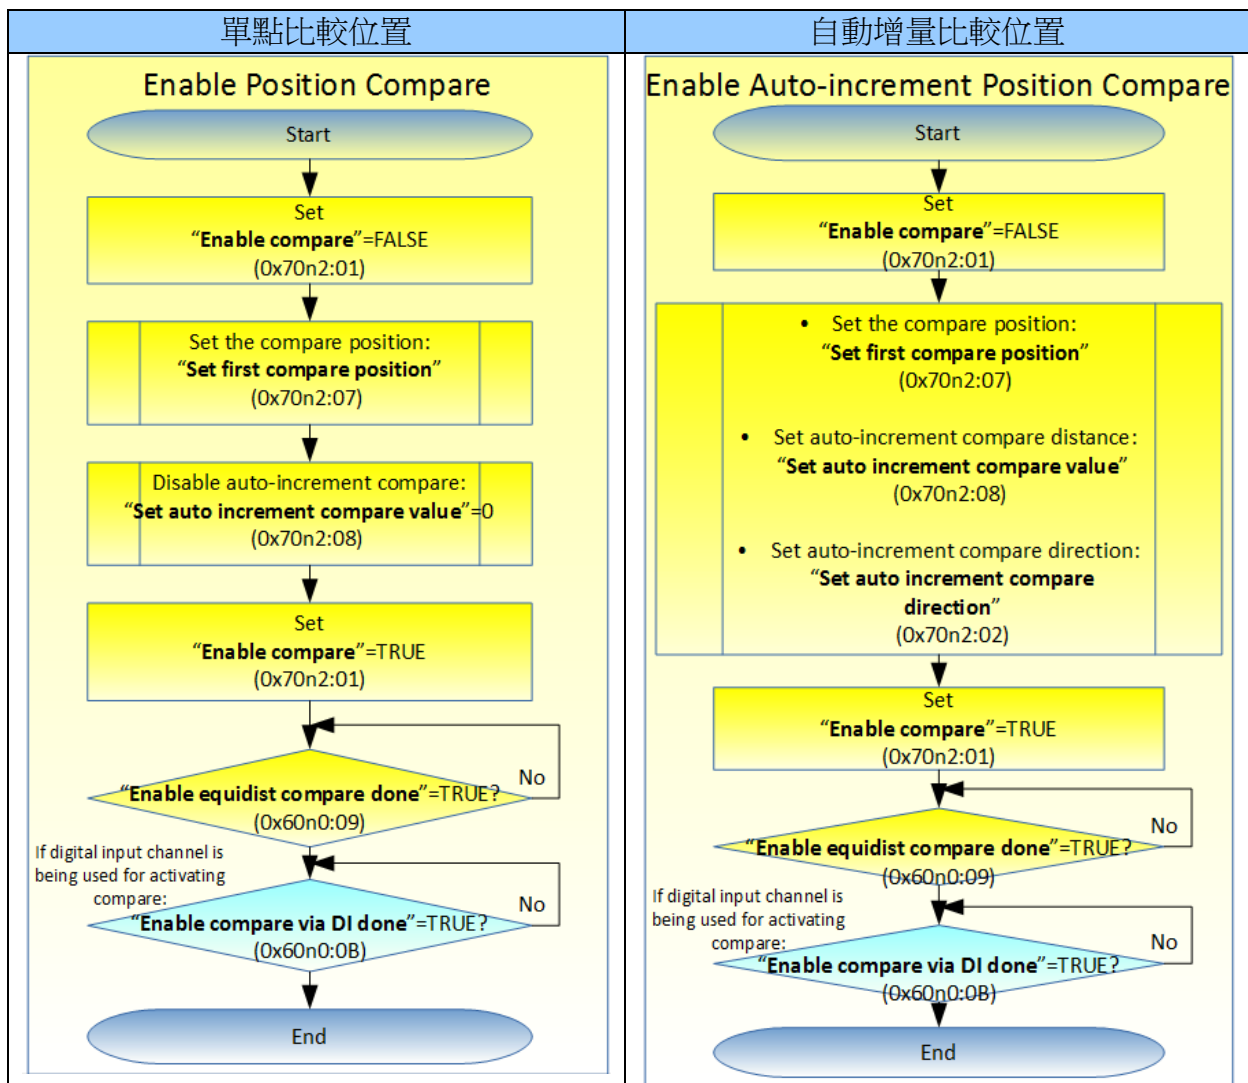 單點比較位置
Enable Position Compare
Start
Set
“Enable compare”=FALSE
(0x70n2:01)
Set the compare position:
“Set first compare position”
(0x70n2:07)
Disable auto-increment compare:
“Set auto increment compare value”=0
(0x70n2:08)
Set
“Enable compare”=TRUE
(0x70n2:01)
“Enable equidist compare done”=TRUE?
(0x60n0:09)
No
If digital input channel is
being used for activating
compare:
“Enable compare via DI done”=TRUE?
(0x60n0:0B)
No
End
自動增量比較位置
Enable Auto-increment Position Compare
Start
Set
“Enable compare”=FALSE
(0x70n2:01)
• Set the compare position:
“Set first compare position”
(0x70n2:07)
• Set auto-increment compare distance:
“Set auto increment compare value”
(0x70n2:08)
• Set auto-increment compare direction:
“Set auto increment compare
direction”
(0x70n2:02)
Set
“Enable compare”=TRUE
(0x70n2:01)
“Enable equidist compare done”=TRUE?
(0x60n0:09)
No
If digital input channel is
being used for activating
compare:
“Enable compare via DI done”=TRUE?
(0x60n0:0B)
No
End